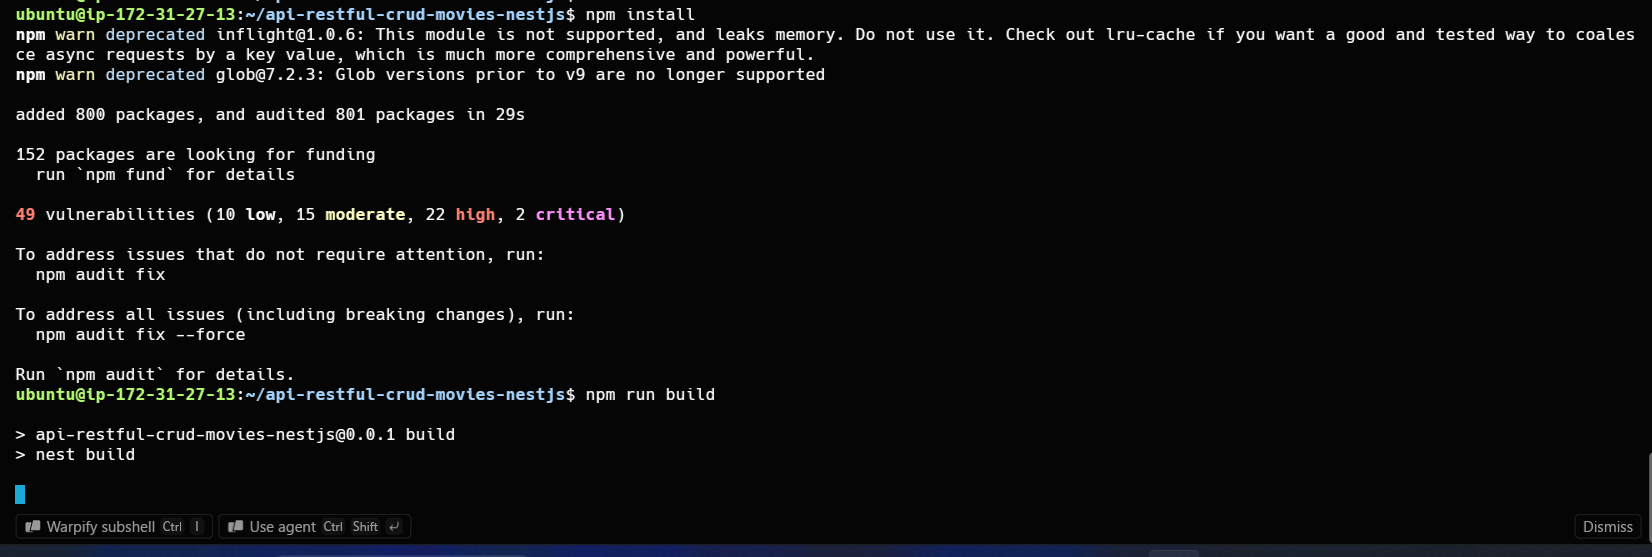 ubuntu@ip-172-31-27-13:~/api-restful-crud-movies-nestjs$ npm install
npm warn deprecated inflight@1.0.6: This module is not supported, and leaks memory. Do not use it. Check out lru-cache if you want a good and tested way to coales
ce async requests by a key value, which is much more comprehensive and powerful.
npm warn deprecated glob@7.2.3: Glob versions prior to v9 are no longer supported
added 800 packages, and audited 801 packages in 29s
152 packages are looking for funding
  run `npm fund` for details
49 vulnerabilities (10 low, 15 moderate, 22 high, 2 critical)
To address issues that do not require attention, run:
  npm audit fix
To address all issues (including breaking changes), run:
  npm audit fix --force
Run `npm audit` for details.
ubuntu@ip-172-31-27-13:~/api-restful-crud-movies-nestjs$ npm run build
> api-restful-crud-movies-nestjs@0.0.1 build
> nest build
Warpify subshell Ctrl I Use agent Ctrl Shift ↵ Dismiss